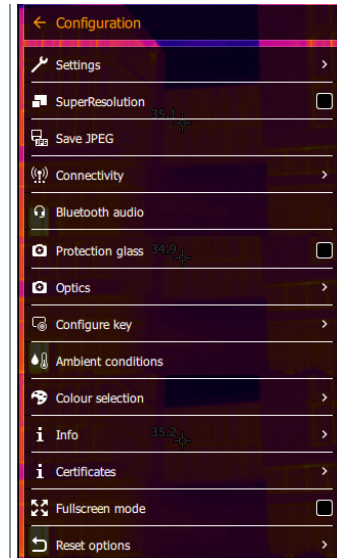 Configuration
Settings
SuperResolution
35.1
Save JPEG
Connectivity
Bluetooth audio
Protection glass
34.9
Optics
Configure key
Ambient conditions
Colour selection
Info
35.2
Certificates
Fullscreen mode
Reset options